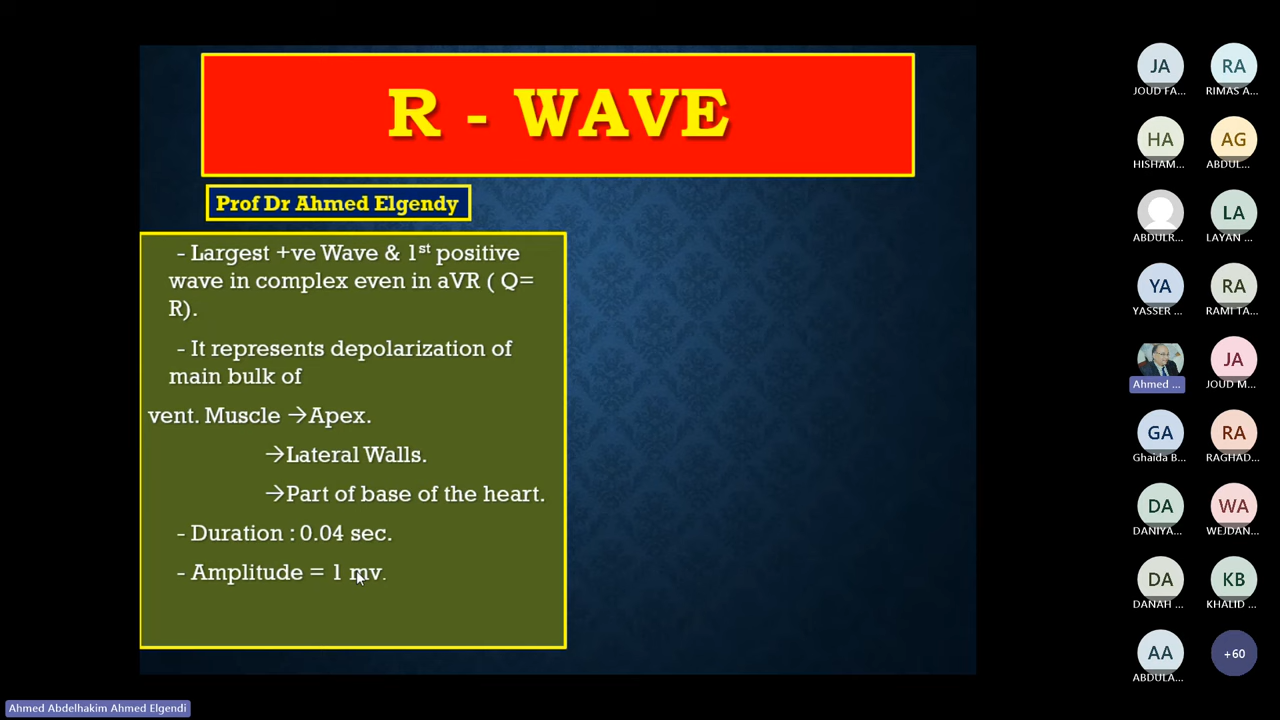 R - WAVE
Prof Dr Ahmed Elgendy
- Largest +ve Wave & 1st positive
wave in complex even in aVR ( Q=
R).
- It represents depolarization of
main bulk of
vent. Muscle →Apex.
→Lateral Walls.
→Part of base of the heart.
- Duration : 0.04 sec.
- Amplitude = 1 mv.
JA
JOUD FA...
RA
RIMAS A...
HA
HISHAM...
AG
ABDUL...
ABDULR...
LA
LAYAN ...
YA
YASSER ...
RA
RAMI TA...
Ahmed ...
JA
JOUD M...
GA
Ghaida B...
RA
RAGHAD...
DA
DANIYA...
WA
WEJDAN...
DA
DANAH ...
KB
KHALID ...
AA
ABDULA...
+60
Ahmed Abdelhakim Ahmed Elgendi